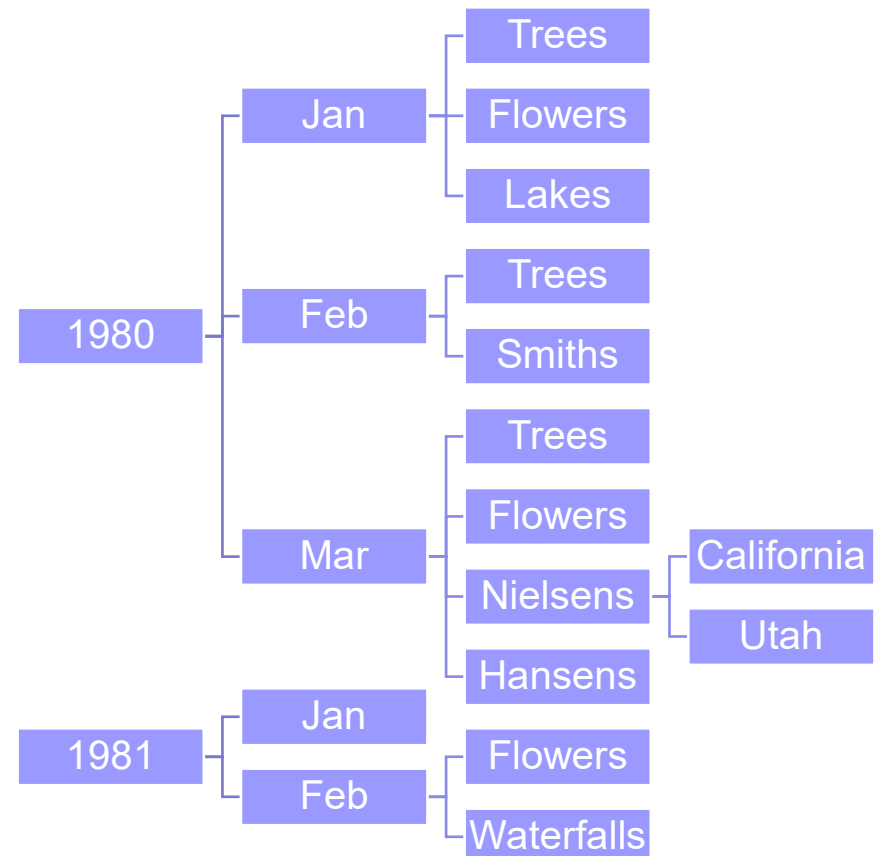 1980
Jan
Trees
Flowers
Lakes
Feb
Trees
Smiths
Mar
Trees
Flowers
Nielsens
California
Utah
Hansens
1981
Jan
Feb
Flowers
Waterfalls